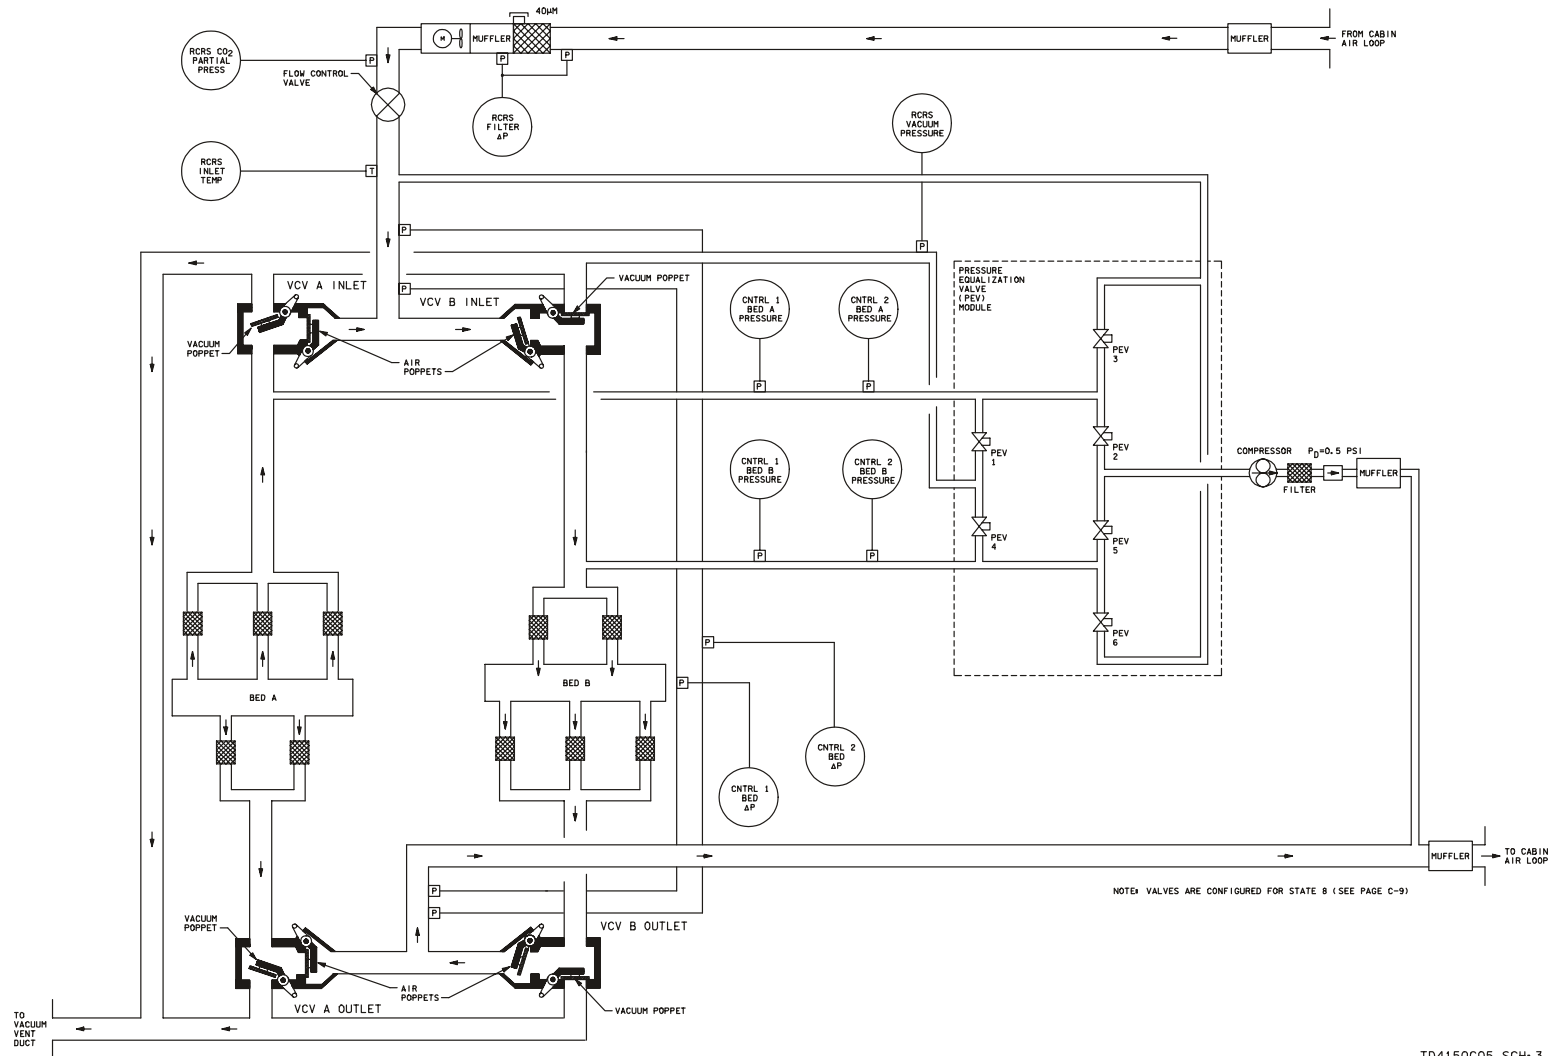 40µM
M
MUFFLER
MUFFLER
FROM CABIN
AIR LOOP
RCRS CO2
PARTIAL
PRESS
P
P
P
FLOW CONTROL
VALVE
RCRS
FILTER
ΔP
RCRS
VACUUM
PRESSURE
RCRS
INLET
TEMP
T
P
P
PRESSURE
EQUALIZATION
VALVE
(PEV)
MODULE
VACUUM POPPET
VCV A INLET
P
VCV B INLET
CNTRL 1
BED A
PRESSURE
CNTRL 2
BED A
PRESSURE
VACUUM
POPPET
AIR
POPPETS
PEV
3
P
P
CNTRL 1
BED B
PRESSURE
CNTRL 2
BED B
PRESSURE
PEV
1
PEV
2
COMPRESSOR
PD=0.5 PSI
MUFFLER
FILTER
PEV
4
PEV
5
P
P
PEV
6
P
BED A
BED B
P
CNTRL 2
BED
ΔP
CNTRL 1
BED
ΔP
MUFFLER
TO CABIN
AIR LOOP
P
NOTE: VALVES ARE CONFIGURED FOR STATE 8 (SEE PAGE C-9)
P
VACUUM
POPPET
VCV B OUTLET
AIR
POPPETS
VCV A OUTLET
VACUUM POPPET
TO
VACUUM
VENT
DUCT